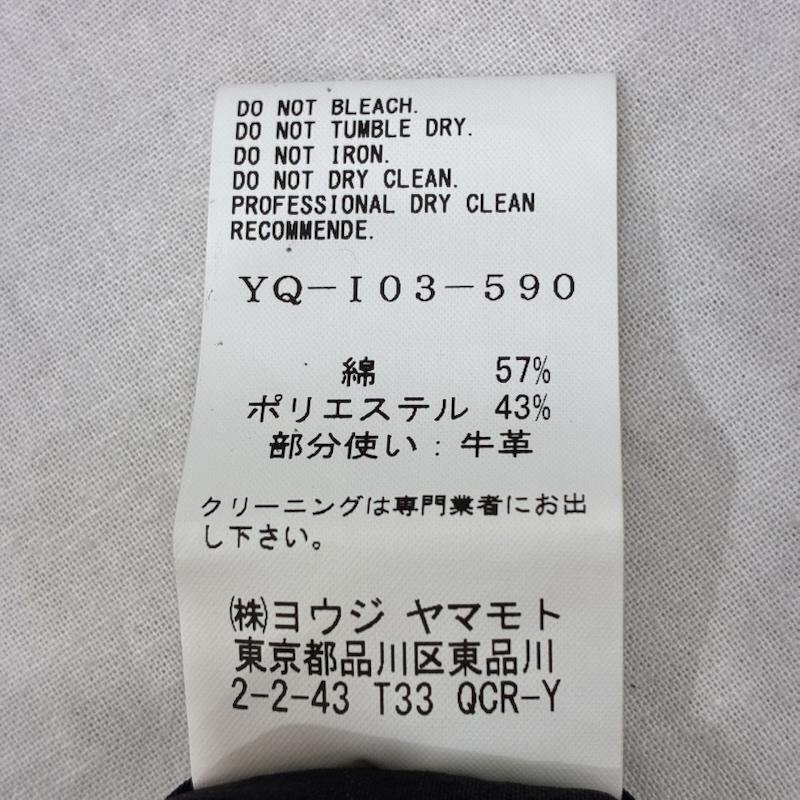 DO NOT BLEACH.
DO NOT TUMBLE DRY.
DO NOT IRON.
DO NOT DRY CLEAN.
PROFESSIONAL DRY CLEAN
RECOMMENDE.
YQ-I03-590
綿 57%
ポリエステル 43%
部分使い：牛革
クリーニングは専門業者にお出
し下さい。
㈱ヨウジ ヤマモト
東京都品川区東品川
2-2-43 T33 QCR-Y